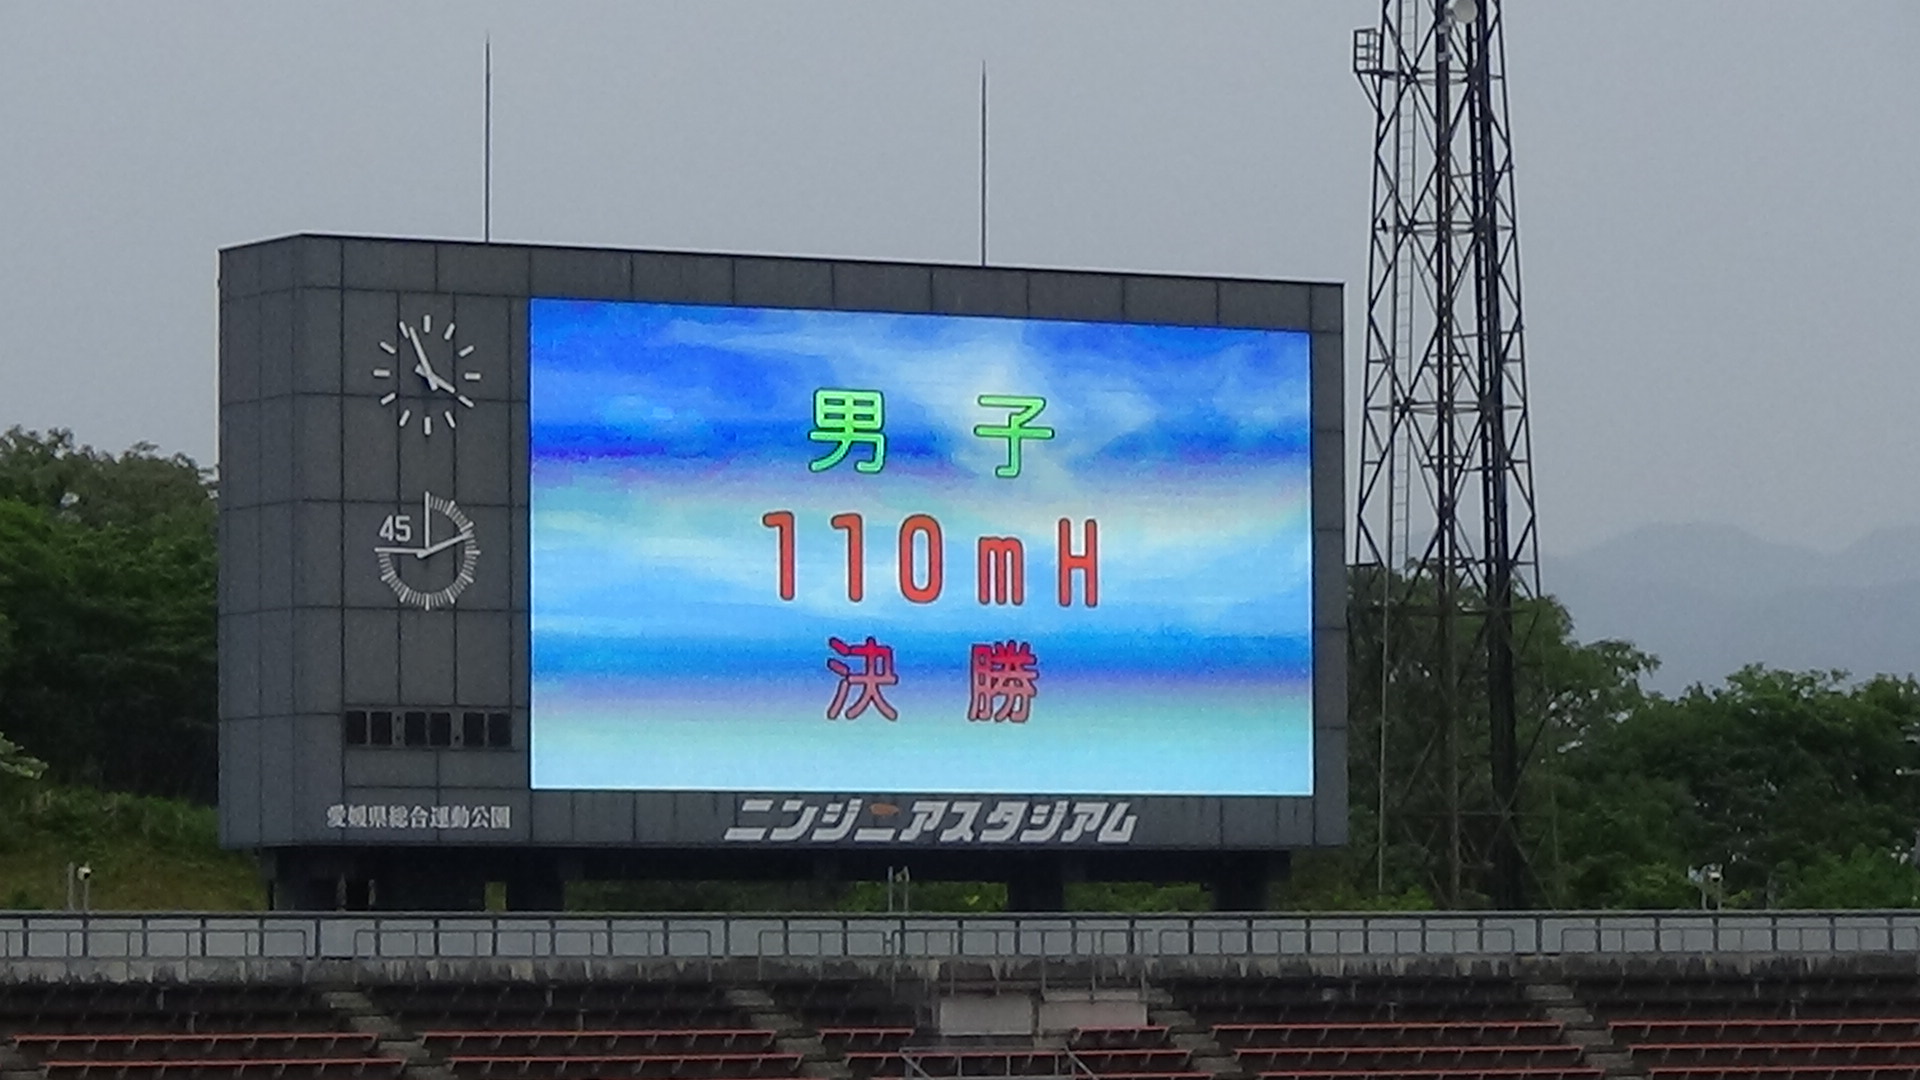 男子
110mH
決勝
45
愛媛県総合運動公園
ニンジニアスタジアム